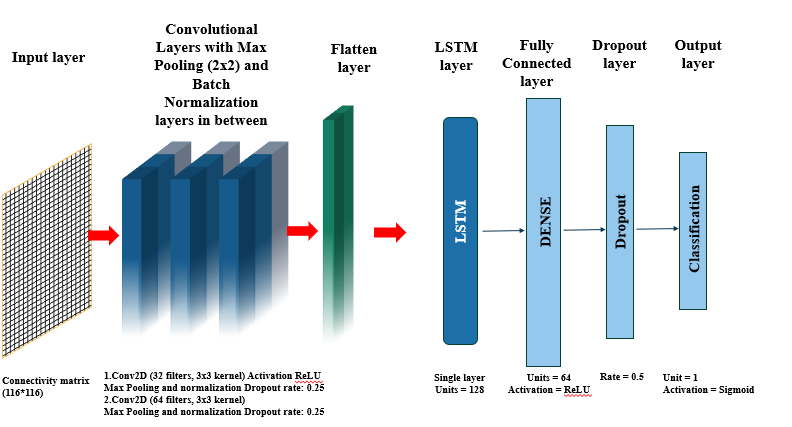 Input layer
Convolutional
Layers with Max
Pooling (2x2) and
Batch
Normalization
layers in between
Flatten
layer
LSTM
layer
Fully
Connected
layer
Dropout
layer
Output
layer
LSTM
DENSE
Dropout
Classification
Connectivity matrix
(116*116)
1.Conv2D (32 filters, 3x3 kernel) Activation ReLU
Max Pooling and normalization Dropout rate: 0.25
2.Conv2D (64 filters, 3x3 kernel)
Max Pooling and normalization Dropout rate: 0.25
Single layer
Units = 128
Units = 64
Activation = ReLU
Rate = 0.5
Unit = 1
Activation = Sigmoid